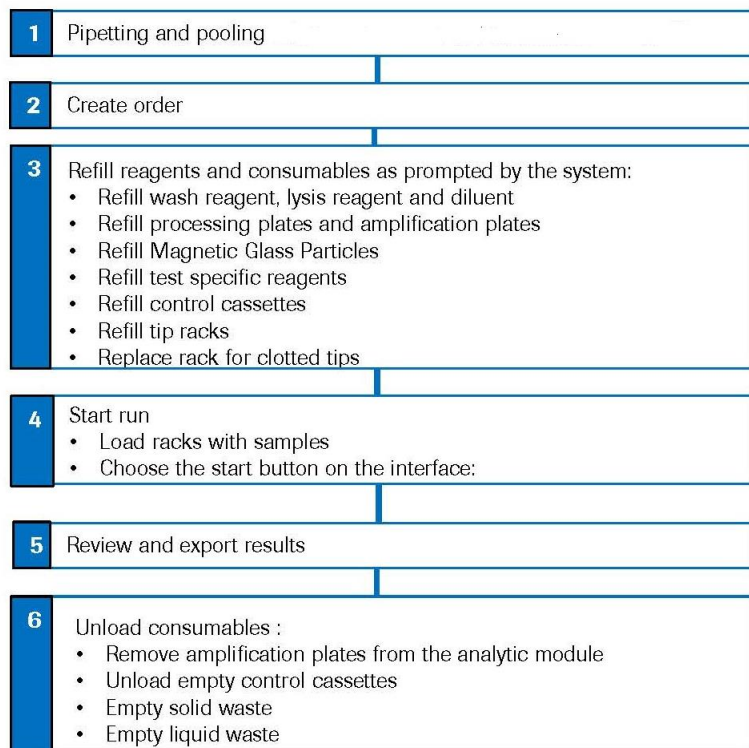 1 Pipetting and pooling
2 Create order
3 Refill reagents and consumables as prompted by the system:
• Refill wash reagent, lysis reagent and diluent
• Refill processing plates and amplification plates
• Refill Magnetic Glass Particles
• Refill test specific reagents
• Refill control cassettes
• Refill tip racks
• Replace rack for clotted tips
4 Start run
• Load racks with samples
• Choose the start button on the interface:
5 Review and export results
6 Unload consumables :
• Remove amplification plates from the analytic module
• Unload empty control cassettes
• Empty solid waste
• Empty liquid waste